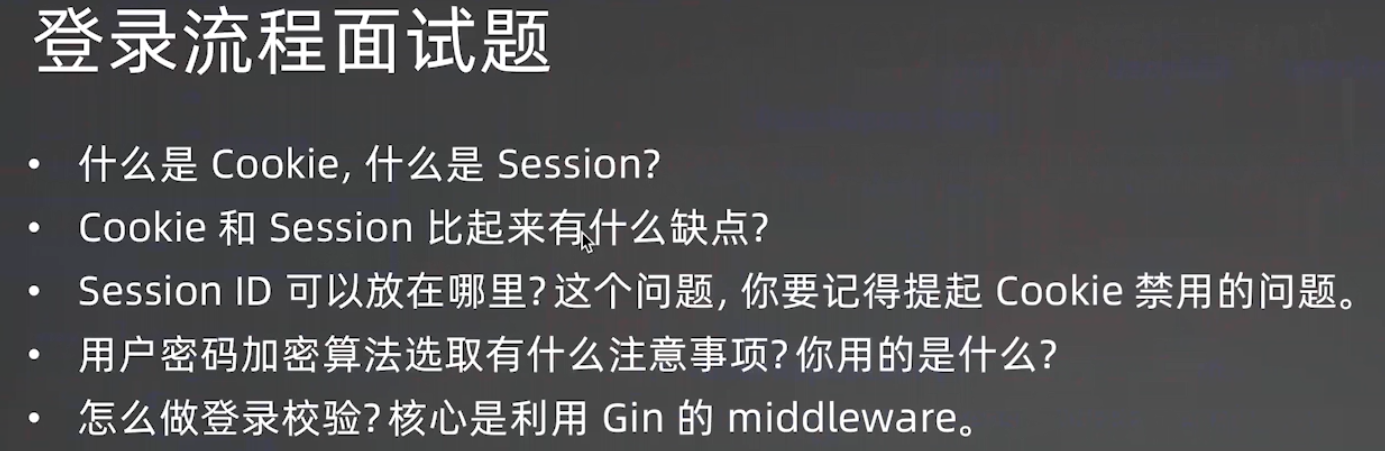 登录流程面试题
• 什么是 Cookie, 什么是 Session?
• Cookie 和 Session 比起来有什么缺点?
• Session ID 可以放在哪里?这个问题, 你要记得提起 Cookie 禁用的问题。
• 用户密码加密算法选取有什么注意事项?你用的是什么?
• 怎么做登录校验?核心是利用 Gin 的 middleware。